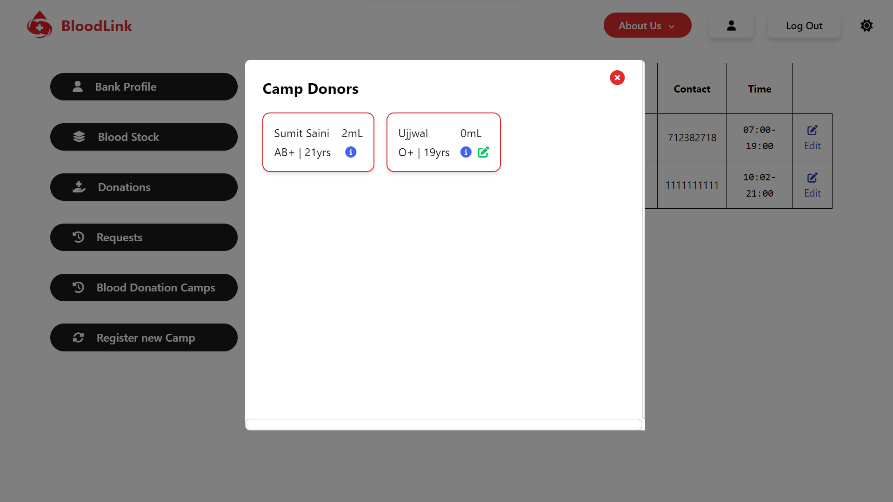 BloodLink
About Us
Log Out
Bank Profile
Blood Stock
Donations
Requests
Blood Donation Camps
Register new Camp
Camp Donors
Sumit Saini 2mL
AB+ | 21yrs
Ujjwal 0mL
O+ | 19yrs
Contact Time
712382718 07:00-
19:00 Edit
1111111111 10:02-
21:00 Edit